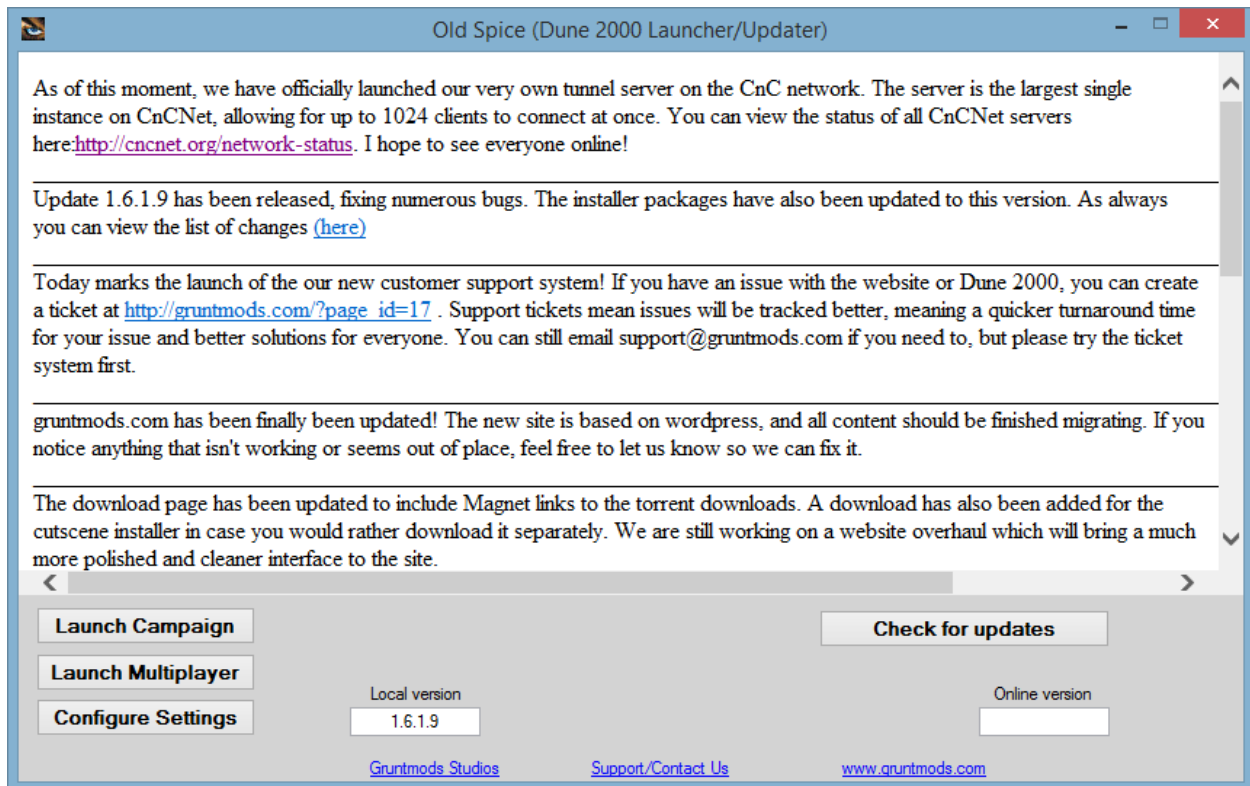 Old Spice (Dune 2000 Launcher/Updater)
As of this moment, we have officially launched our very own tunnel server on the CnC network. The server is the largest single
instance on CnCNet, allowing for up to 1024 clients to connect at once. You can view the status of all CnCNet servers
here:http://cncnet.org/network-status. I hope to see everyone online!
Update 1.6.1.9 has been released, fixing numerous bugs. The installer packages have also been updated to this version. As always
you can view the list of changes (here)
Today marks the launch of the our new customer support system! If you have an issue with the website or Dune 2000, you can create
a ticket at http://gruntmods.com/?page_id=17 . Support tickets mean issues will be tracked better, meaning a quicker turnaround time
for your issue and better solutions for everyone. You can still email support@gruntmods.com if you need to, but please try the ticket
system first.
gruntmods.com has been finally been updated! The new site is based on wordpress, and all content should be finished migrating. If you
notice anything that isn't working or seems out of place, feel free to let us know so we can fix it.
The download page has been updated to include Magnet links to the torrent downloads. A download has also been added for the
cutscene installer in case you would rather download it separately. We are still working on a website overhaul which will bring a much
more polished and cleaner interface to the site.
Launch Campaign
Check for updates
Launch Multiplayer
Local version
Online version
Configure Settings
1.6.1.9
Gruntmods Studios
Support/Contact Us
www.gruntmods.com